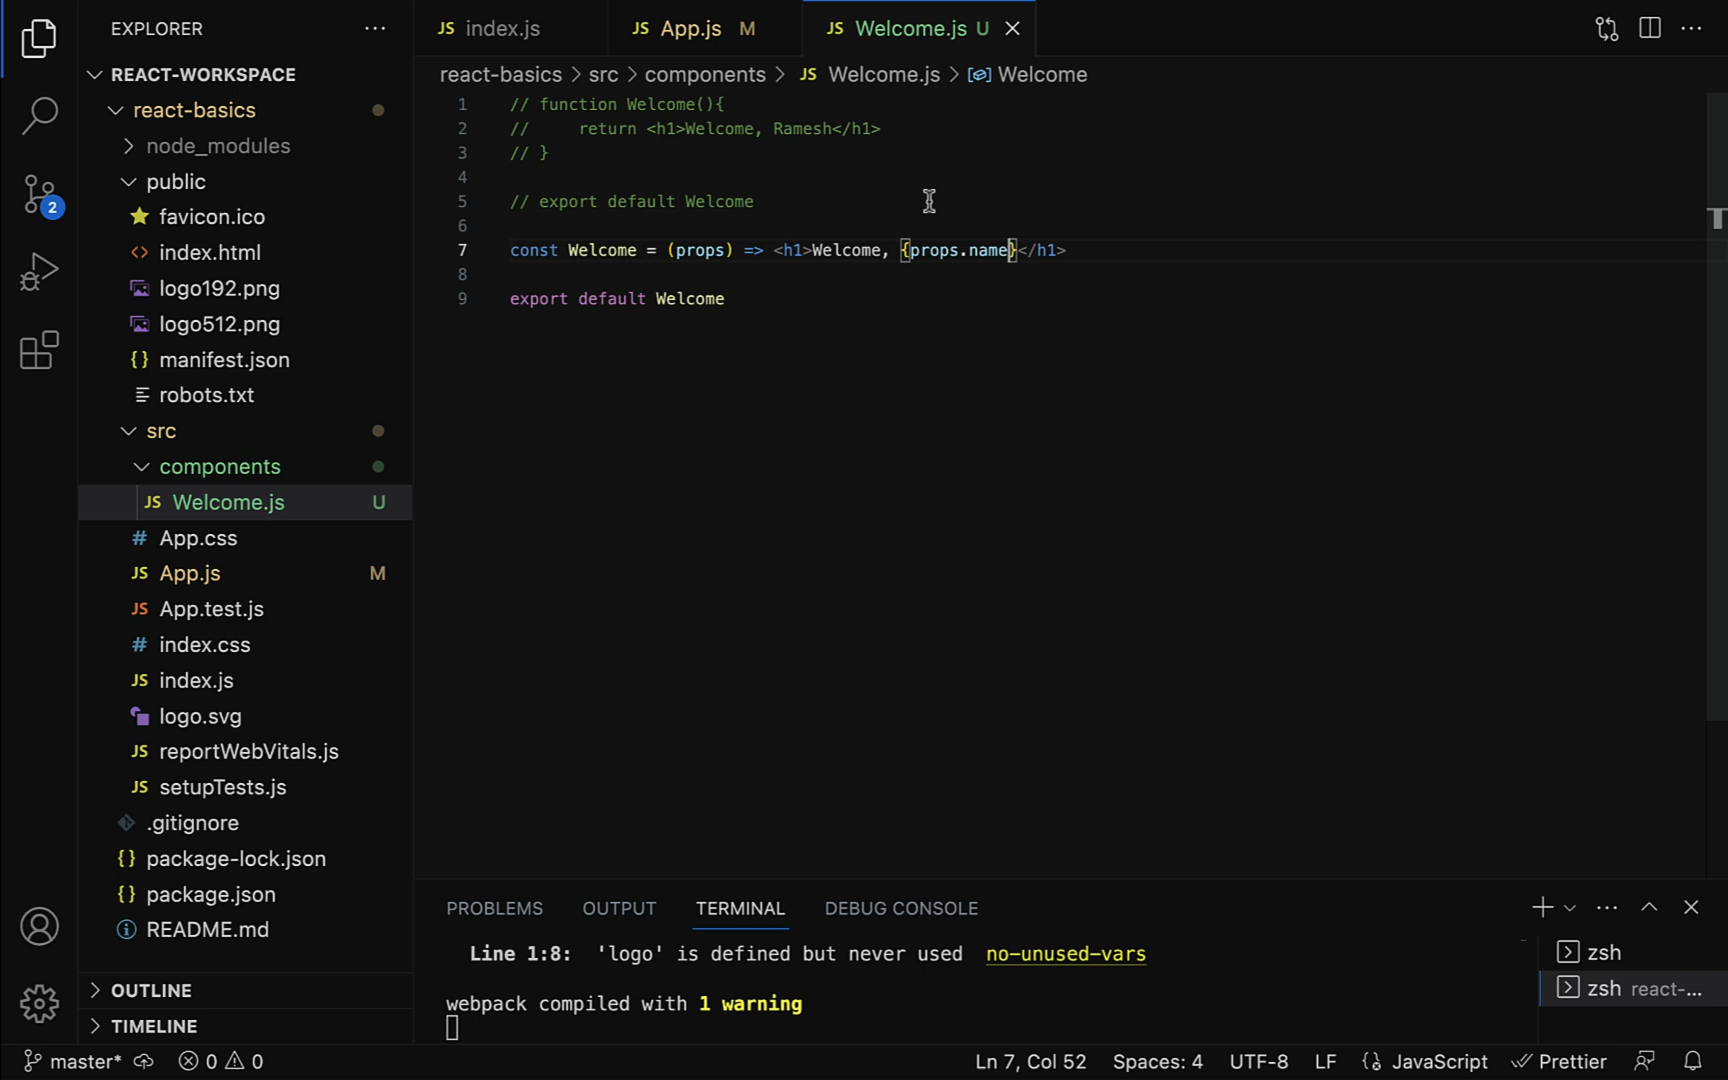 EXPLORER
REACT-WORKSPACE
react-basics
node_modules
public
favicon.ico
index.html
logo192.png
logo512.png
manifest.json
robots.txt
src
components
JS Welcome.js U
# App.css
JS App.js M
JS App.test.js
# index.css
JS index.js
logo.svg
JS reportWebVitals.js
JS setupTests.js
.gitignore
{} package-lock.json
{} package.json
README.md
OUTLINE
TIMELINE
2
JS index.js
JS App.js M
JS Welcome.js U
react-basics > src > components > JS Welcome.js > Welcome
1 // function Welcome(){
2 //     return <h1>Welcome, Ramesh</h1>
3 // }
4
5 // export default Welcome
6
7 const Welcome = (props) => <h1>Welcome, {props.name}</h1>
8
9 export default Welcome
PROBLEMS OUTPUT TERMINAL DEBUG CONSOLE
Line 1:8: 'logo' is defined but never used no-unused-vars
webpack compiled with 1 warning
zsh
zsh react-...
master* 0 0 Ln 7, Col 52 Spaces: 4 UTF-8 LF JavaScript Prettier